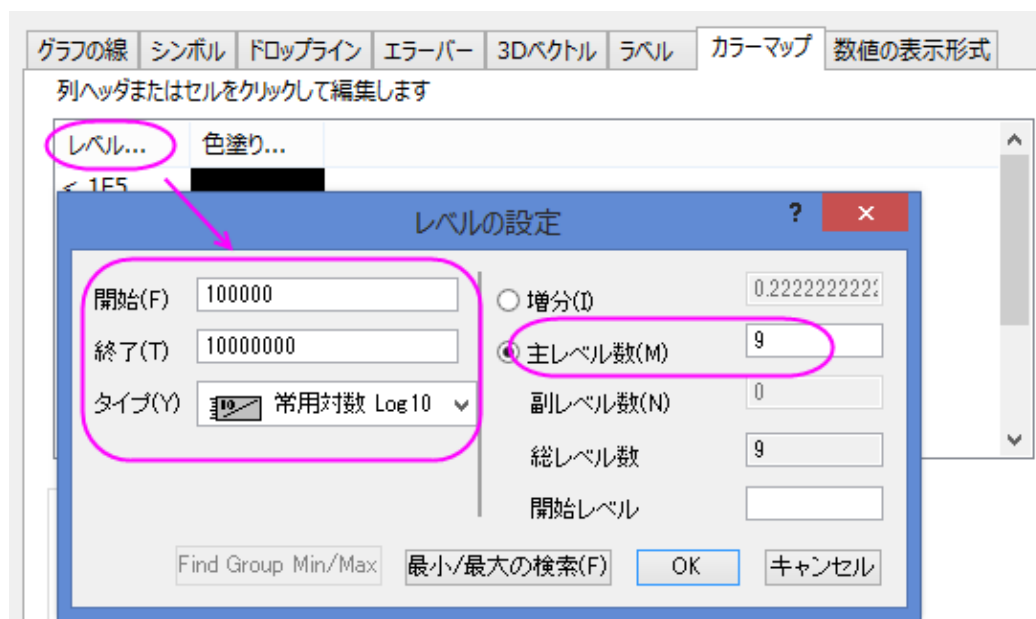 グラフの線 シンボル ドロップライン エラーバー 3Dベクトル ラベル カラーマップ 数値の表示形式
列ヘッダまたはセルをクリックして編集します
レベル... 色塗り...
< 1E5
レベルの設定 ? ×
開始(F) 100000
増分(I) 0.2222222222
終了(T) 10000000
主レベル数(M) 9
タイプ(Y) 常用対数 Log10
副レベル数(N) 0
総レベル数 9
開始レベル
Find Group Min/Max 最小/最大の検索(F) OK キャンセル